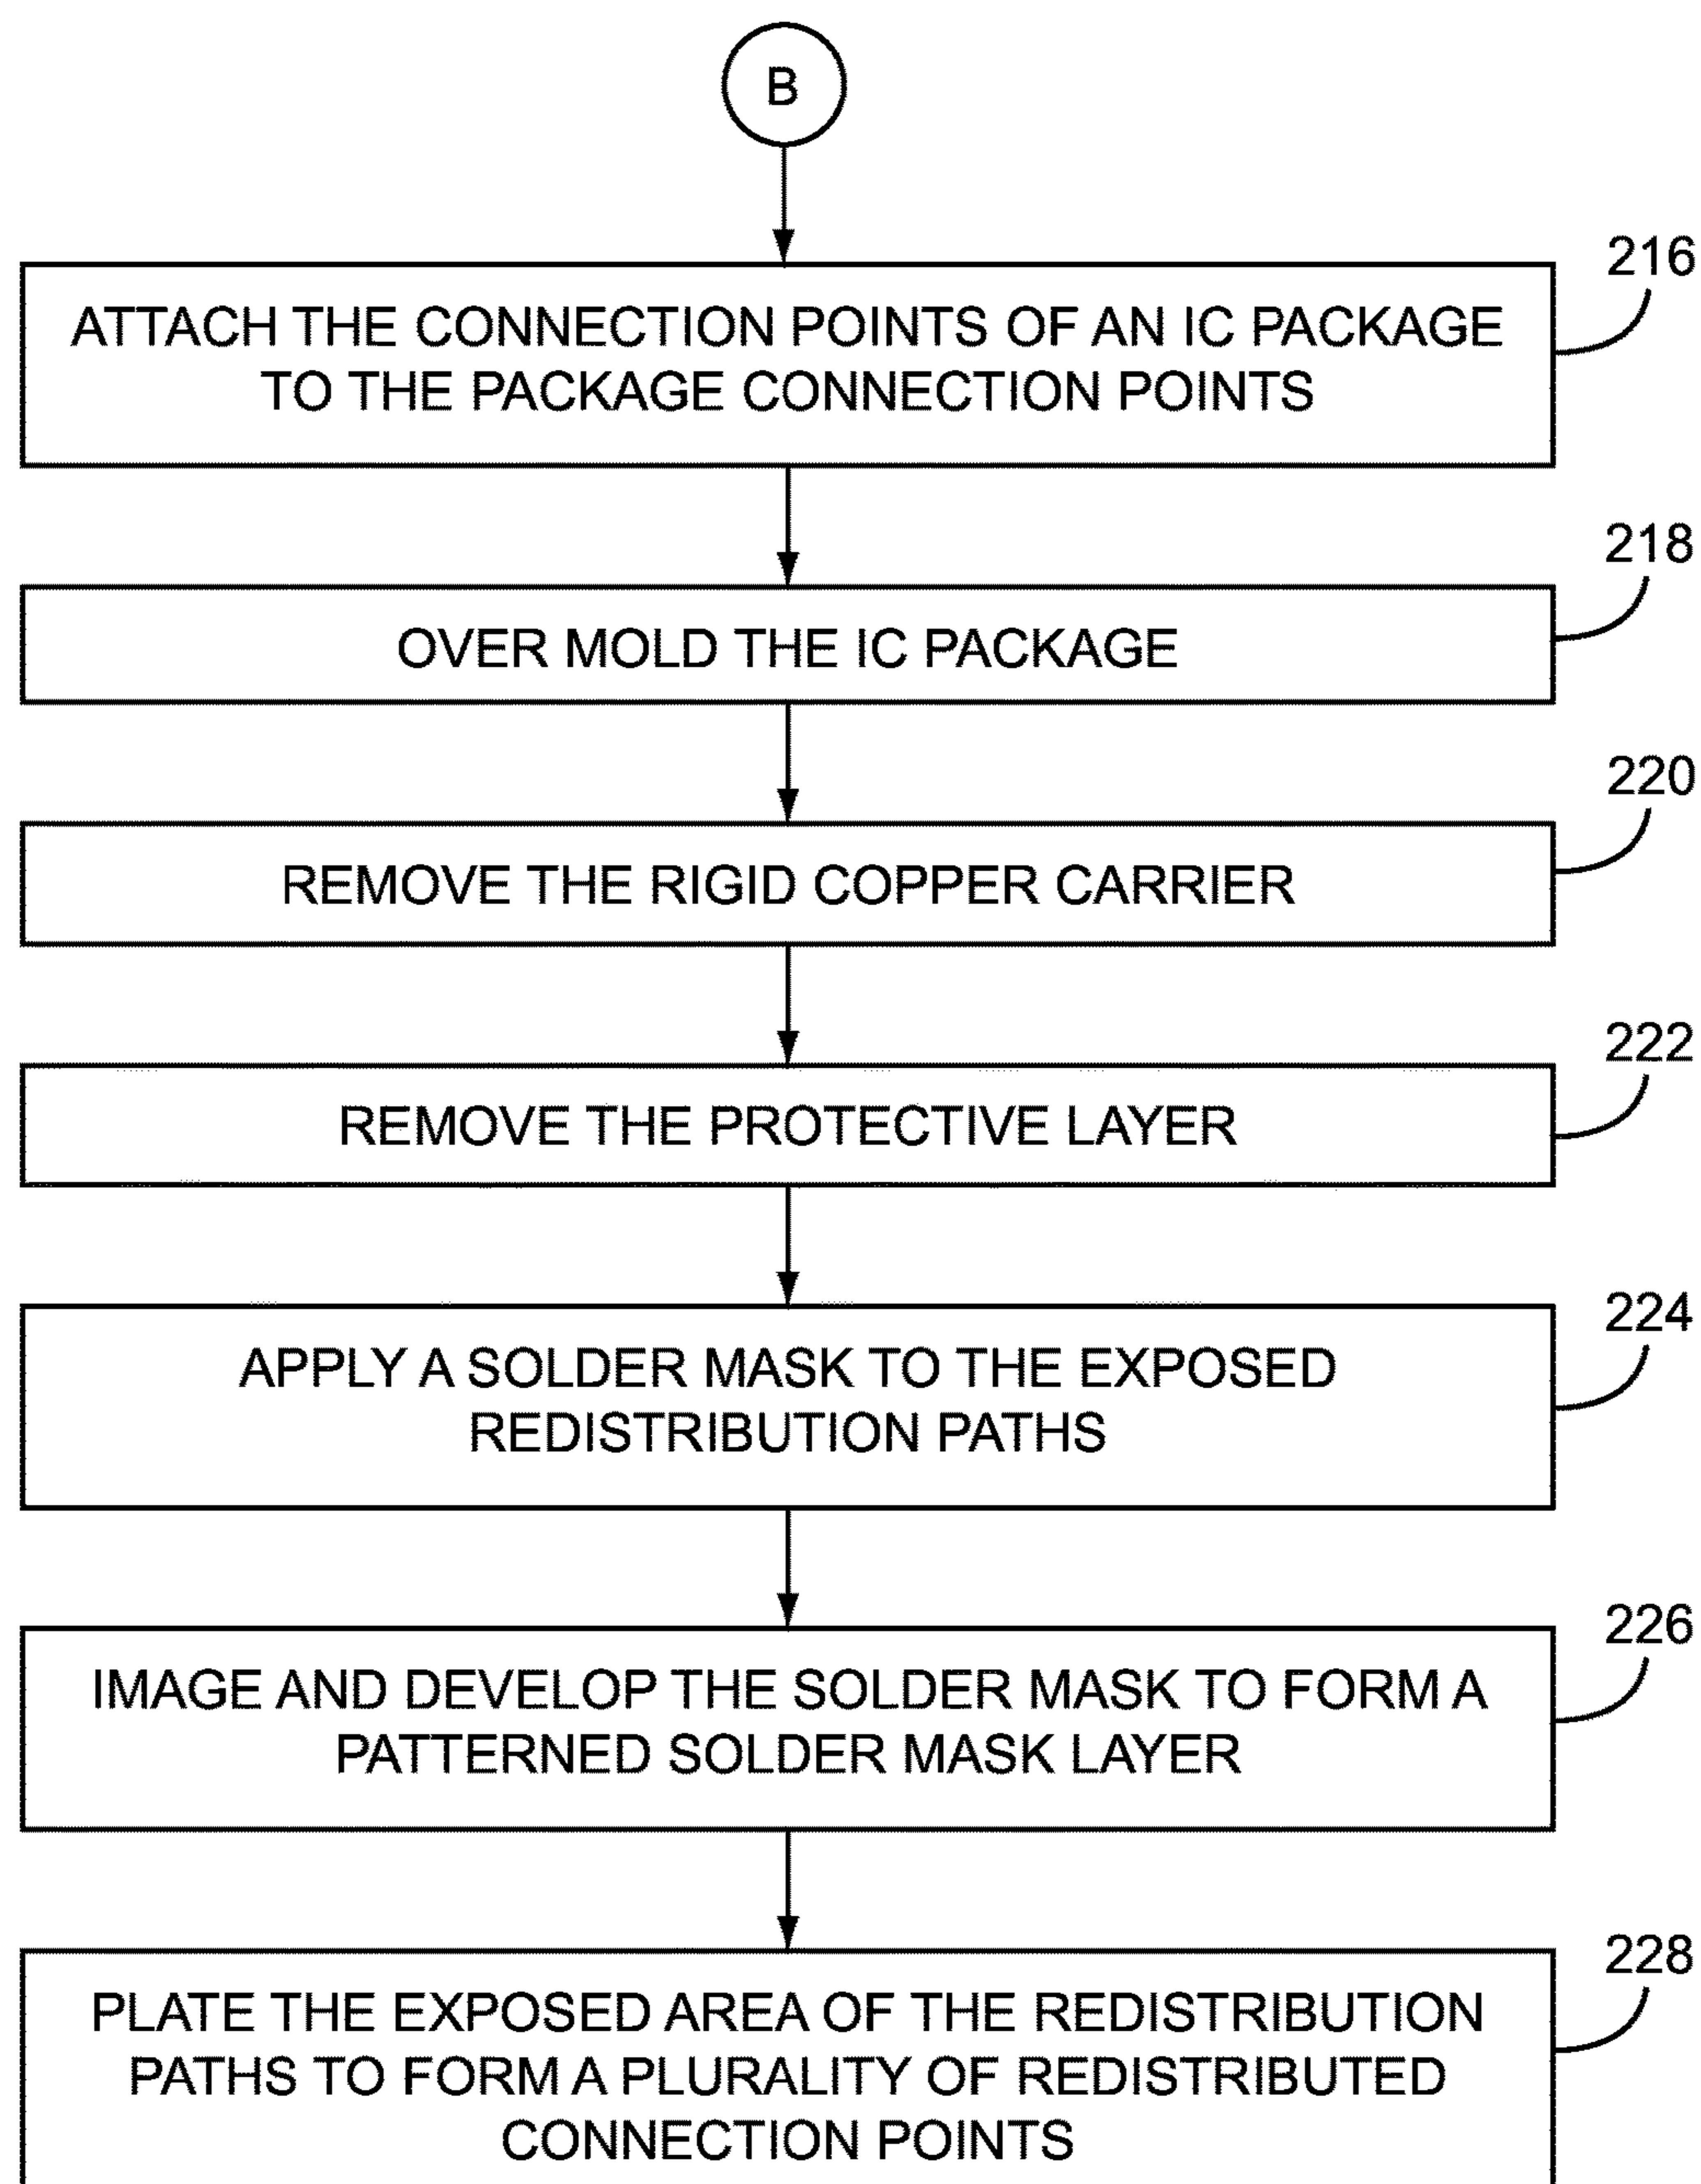 B
216
ATTACH THE CONNECTION POINTS OF AN IC PACKAGE
TO THE PACKAGE CONNECTION POINTS
218
OVER MOLD THE IC PACKAGE
220
REMOVE THE RIGID COPPER CARRIER
222
REMOVE THE PROTECTIVE LAYER
224
APPLY A SOLDER MASK TO THE EXPOSED
REDISTRIBUTION PATHS
226
IMAGE AND DEVELOP THE SOLDER MASK TO FORM A
PATTERNED SOLDER MASK LAYER
228
PLATE THE EXPOSED AREA OF THE REDISTRIBUTION
PATHS TO FORM A PLURALITY OF REDISTRIBUTED
CONNECTION POINTS